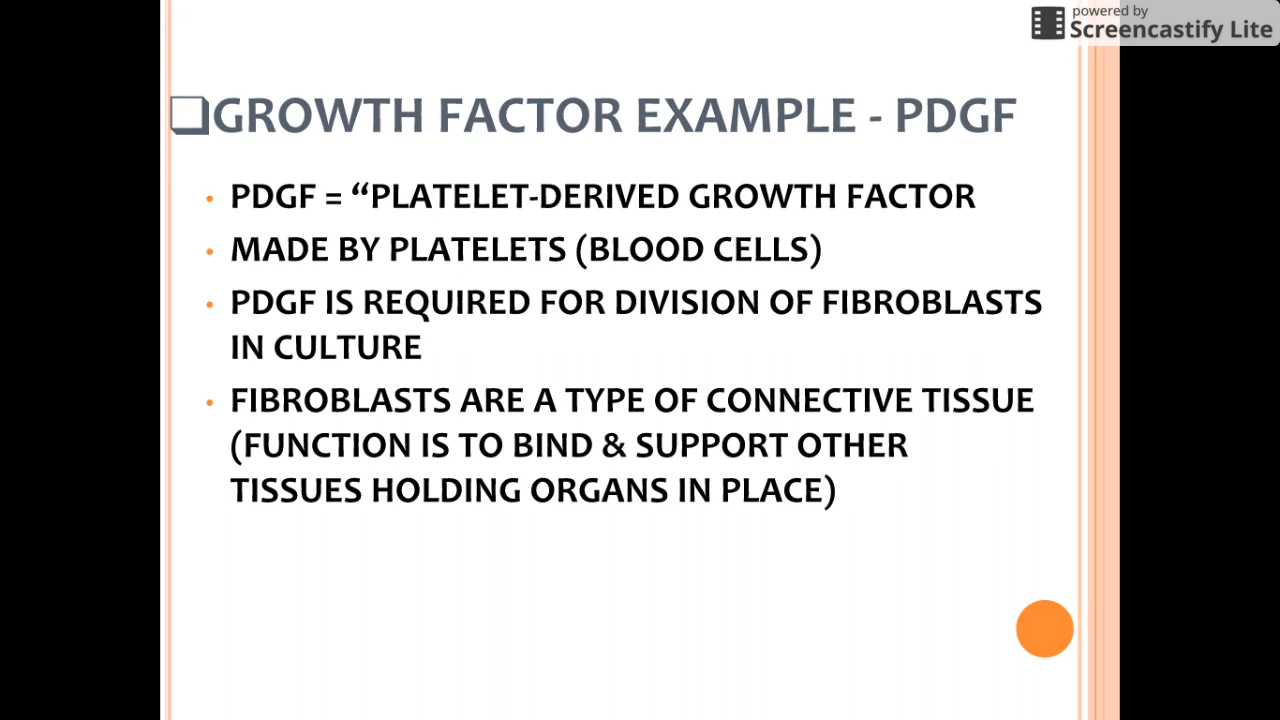 powered by
Screencastify Lite
❑GROWTH FACTOR EXAMPLE - PDGF
• PDGF = “PLATELET-DERIVED GROWTH FACTOR
• MADE BY PLATELETS (BLOOD CELLS)
• PDGF IS REQUIRED FOR DIVISION OF FIBROBLASTS
IN CULTURE
• FIBROBLASTS ARE A TYPE OF CONNECTIVE TISSUE
(FUNCTION IS TO BIND & SUPPORT OTHER
TISSUES HOLDING ORGANS IN PLACE)